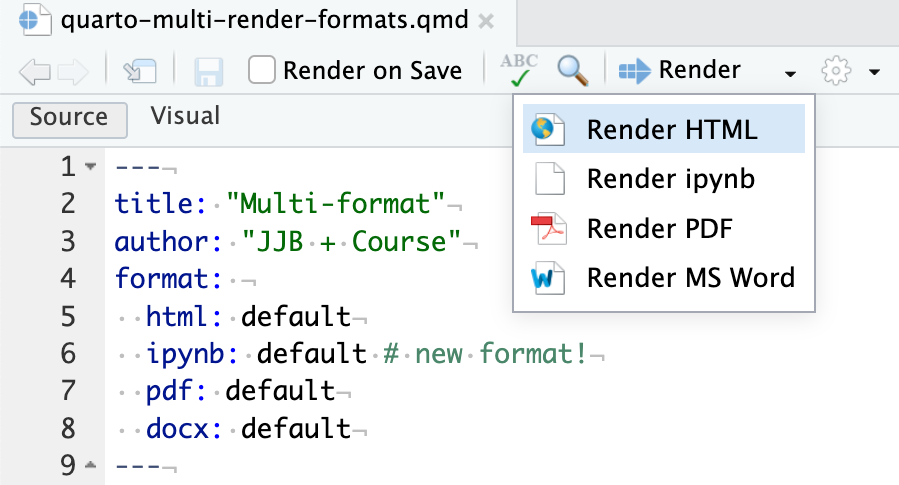 quarto-multi-render-formats.qmd
Render on Save ABC Render
Source Visual
Render HTML
Render ipynb
Render PDF
W Render MS Word
1 ---
2 title: "Multi-format"
3 author: "JJB + Course"
4 format:
5 html: default
6 ipynb: default # new format!
7 pdf: default
8 docx: default
9 ---